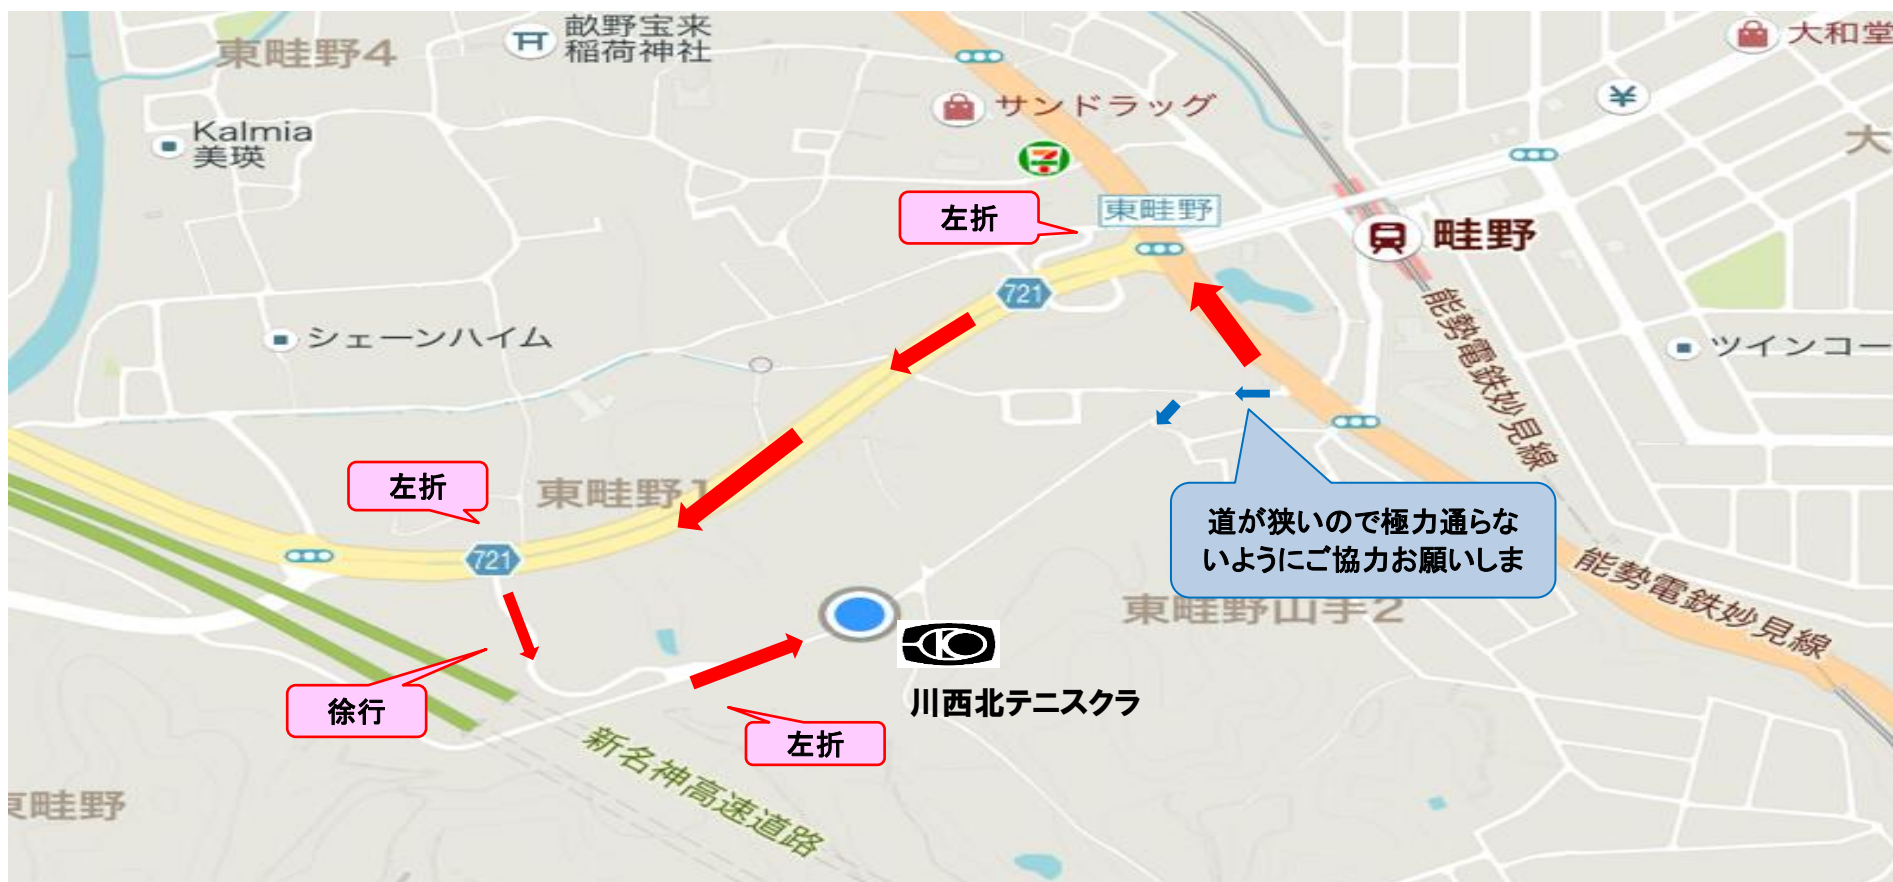 東畦野4
畝野宝来
稲荷神社
大和堂
Kalmia
美瑛
サンドラッグ
¥
大
7
左折
東畦野
畦野
721
シェーンハイム
能勢電鉄妙見線
ツインコー
左折
東畦野1
道が狭いので極力通らな
いようにご協力お願いしま
721
能勢電鉄妙見線
東畦野山手2
徐行
川西北テニスクラ
左折
新名神高速道路
東畦野